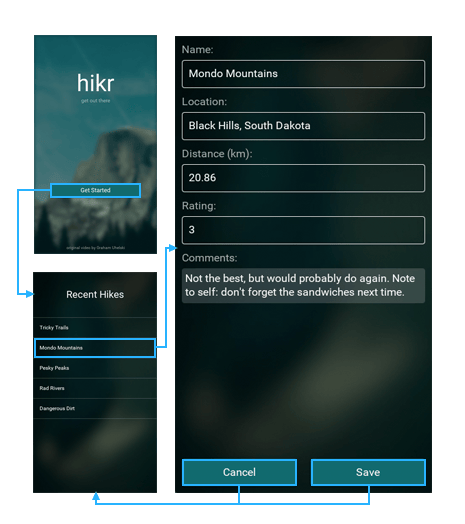 hikr
get out there
Get Started
original video by Graham Uhelski
Recent Hikes
Tricky Trails
Mondo Mountains
Pesky Peaks
Rad Rivers
Dangerous Dirt
Name:
Mondo Mountains
Location:
Black Hills, South Dakota
Distance (km):
20.86
Rating:
3
Comments:
Not the best, but would probably do again. Note
to self: don't forget the sandwiches next time.
Cancel
Save